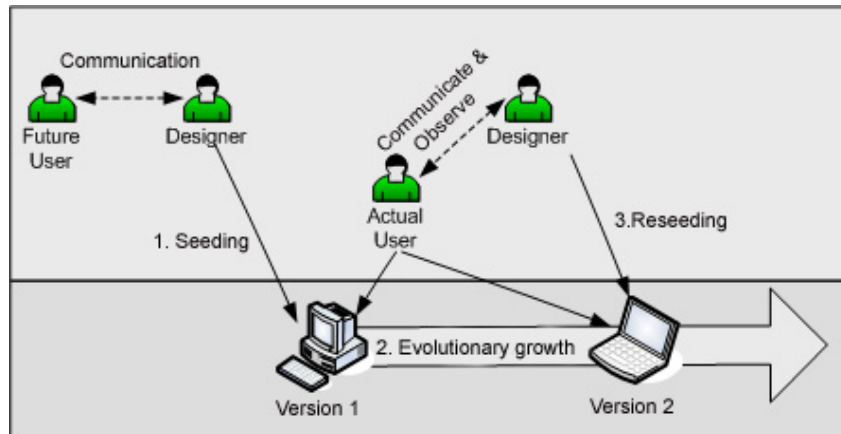 Communication
Future
User
Designer
Communicate &
Observe
Designer
Actual
User
1. Seeding
3.Reseeding
2. Evolutionary growth
Version 1
Version 2